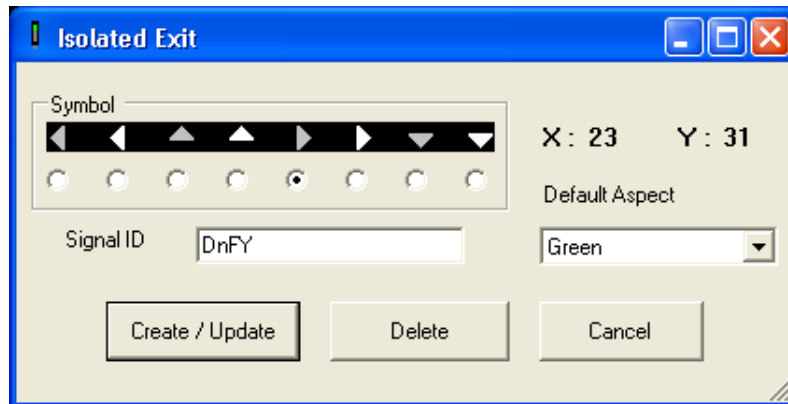 Isolated Exit
Symbol
X : 23 Y : 31
Default Aspect
Signal ID DnFY Green
Create / Update Delete Cancel